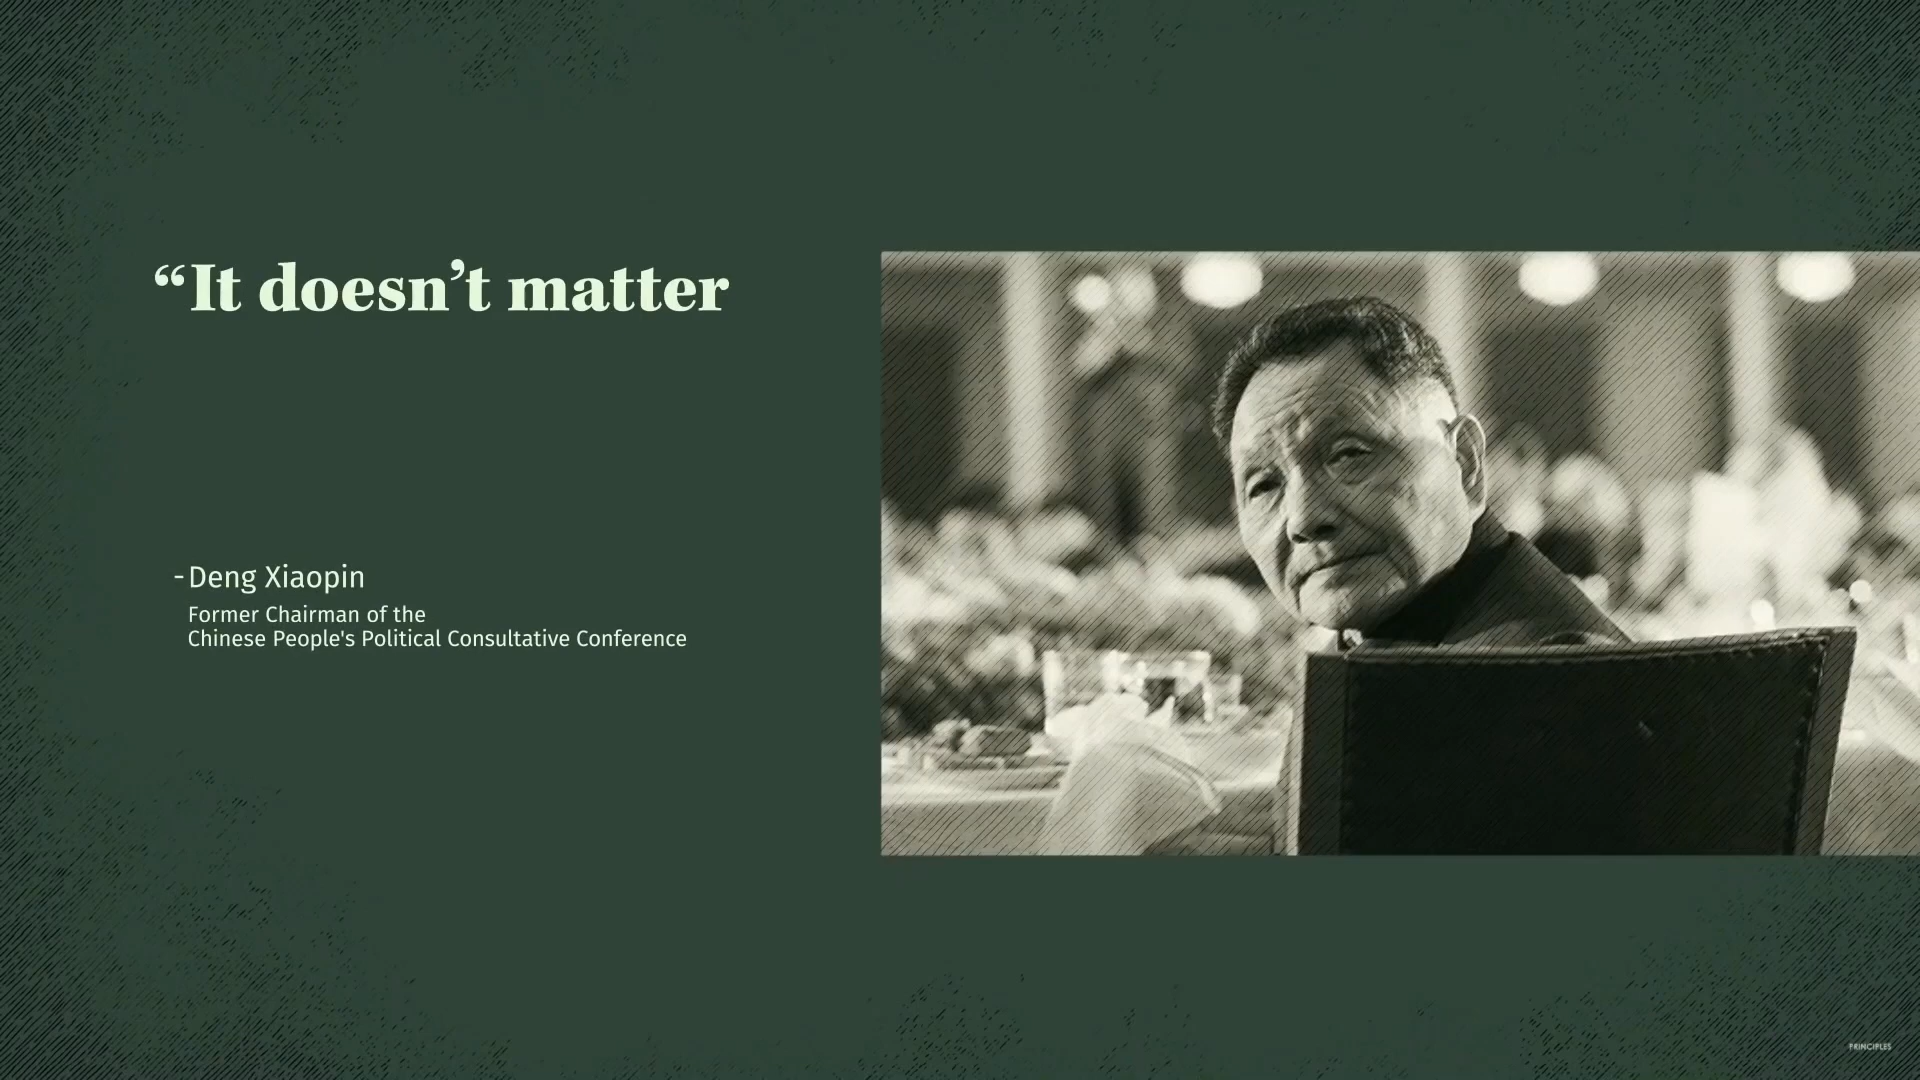 “It doesn’t matter
-Deng Xiaopin
Former Chairman of the
Chinese People's Political Consultative Conference
PRINCIPLES